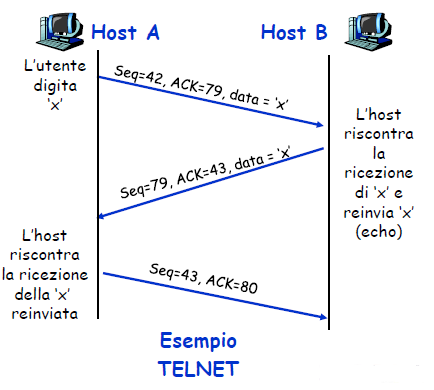 Host A
Host B
L'utente
digita
'x'
Seq=42, ACK=79, data = 'x'
L'host
riscontra
la
ricezione
di 'x' e
reinvia 'x'
(echo)
Seq=79, ACK=43, data = 'x'
L'host
riscontra
la ricezione
della 'x'
reinviata
Seq=43, ACK=80
Esempio
TELNET